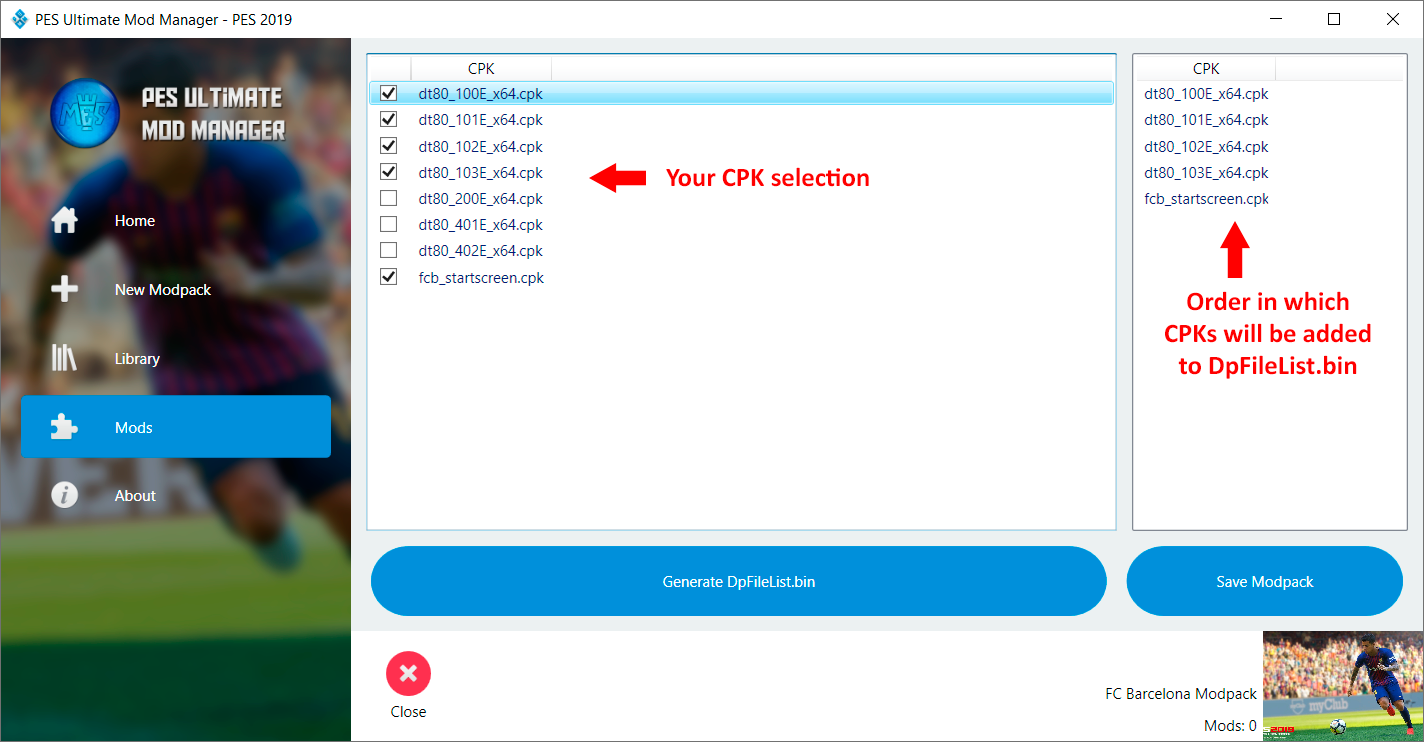 PES Ultimate Mod Manager - PES 2019
MES
PES ULTiMATE
MOD MANAGER
Home
New Modpack
Library
Mods
About
CPK
dt80_100E_x64.cpk
dt80_101E_x64.cpk
dt80_102E_x64.cpk
dt80_103E_x64.cpk
dt80_200E_x64.cpk
dt80_401E_x64.cpk
dt80_402E_x64.cpk
fcb_startscreen.cpk
Your CPK selection
CPK
dt80_100E_x64.cpk
dt80_101E_x64.cpk
dt80_102E_x64.cpk
dt80_103E_x64.cpk
fcb_startscreen.cpk
Order in which
CPKs will be added
to DpFileList.bin
Generate DpFileList.bin
Save Modpack
Close
FC Barcelona Modpack
Mods: 0
myClub